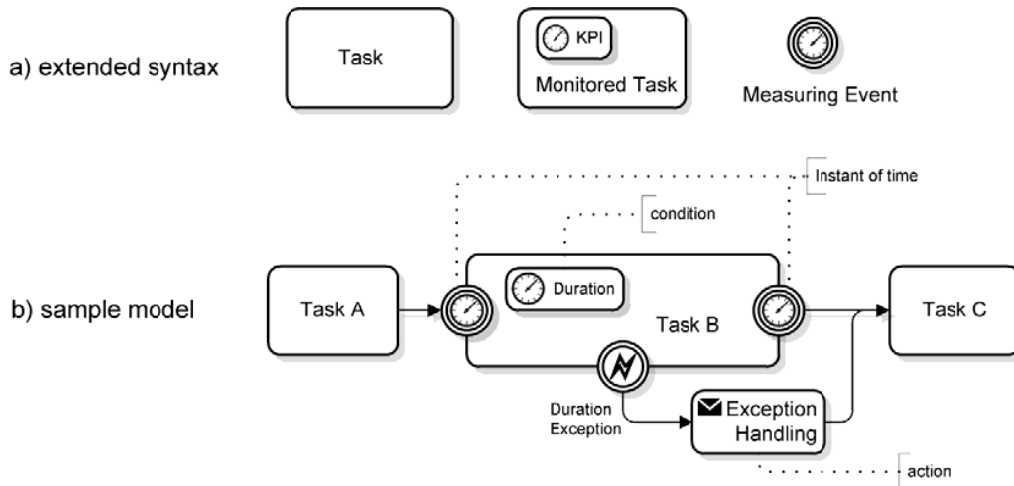 a) extended syntax
Task
KPI
Monitored Task
Measuring Event
Instant of time
condition
b) sample model
Task A
Duration
Task B
Task C
Duration
Exception
Exception
Handling
action